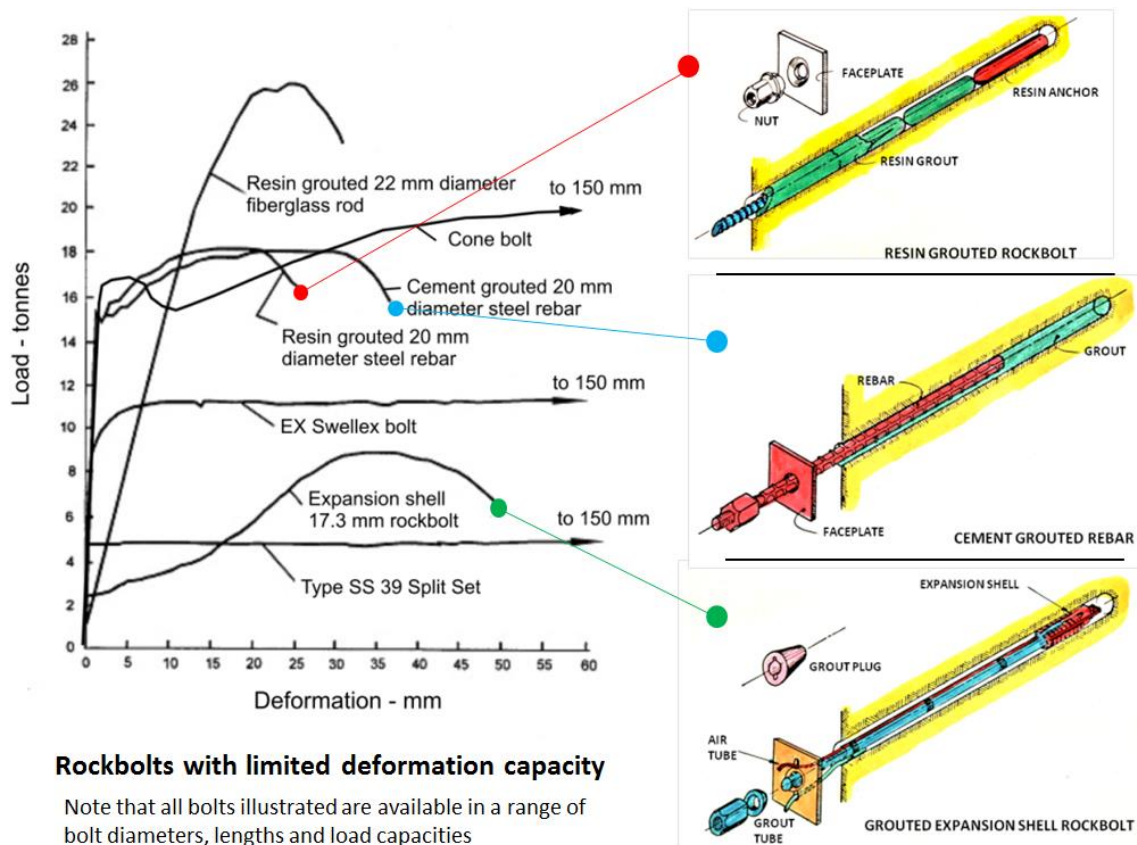 28
26
24
22
20
18
16
14
12
11
10
8
6
4
2
0
Load - tonnes
0 5 10 15 20 25 30 35 40 45 50 55 60
Deformation - mm
Resin grouted 22 mm diameter
fiberglass rod
to 150 mm
Cone bolt
Cement grouted 20 mm
diameter steel rebar
Resin grouted 20 mm
diameter steel rebar
to 150 mm
EX Swellex bolt
Expansion shell
17.3 mm rockbolt
to 150 mm
Type SS 39 Split Set
Rockbolts with limited deformation capacity
Note that all bolts illustrated are available in a range of
bolt diameters, lengths and load capacities
FACEPLATE
NUT
RESIN ANCHOR
RESIN GROUT
RESIN GROUTED ROCKBOLT
GROUT
REBAR
FACEPLATE
CEMENT GROUTED REBAR
EXPANSION SHELL
GROUT PLUG
AIR
TUBE
GROUT
TUBE
GROUTED EXPANSION SHELL ROCKBOLT